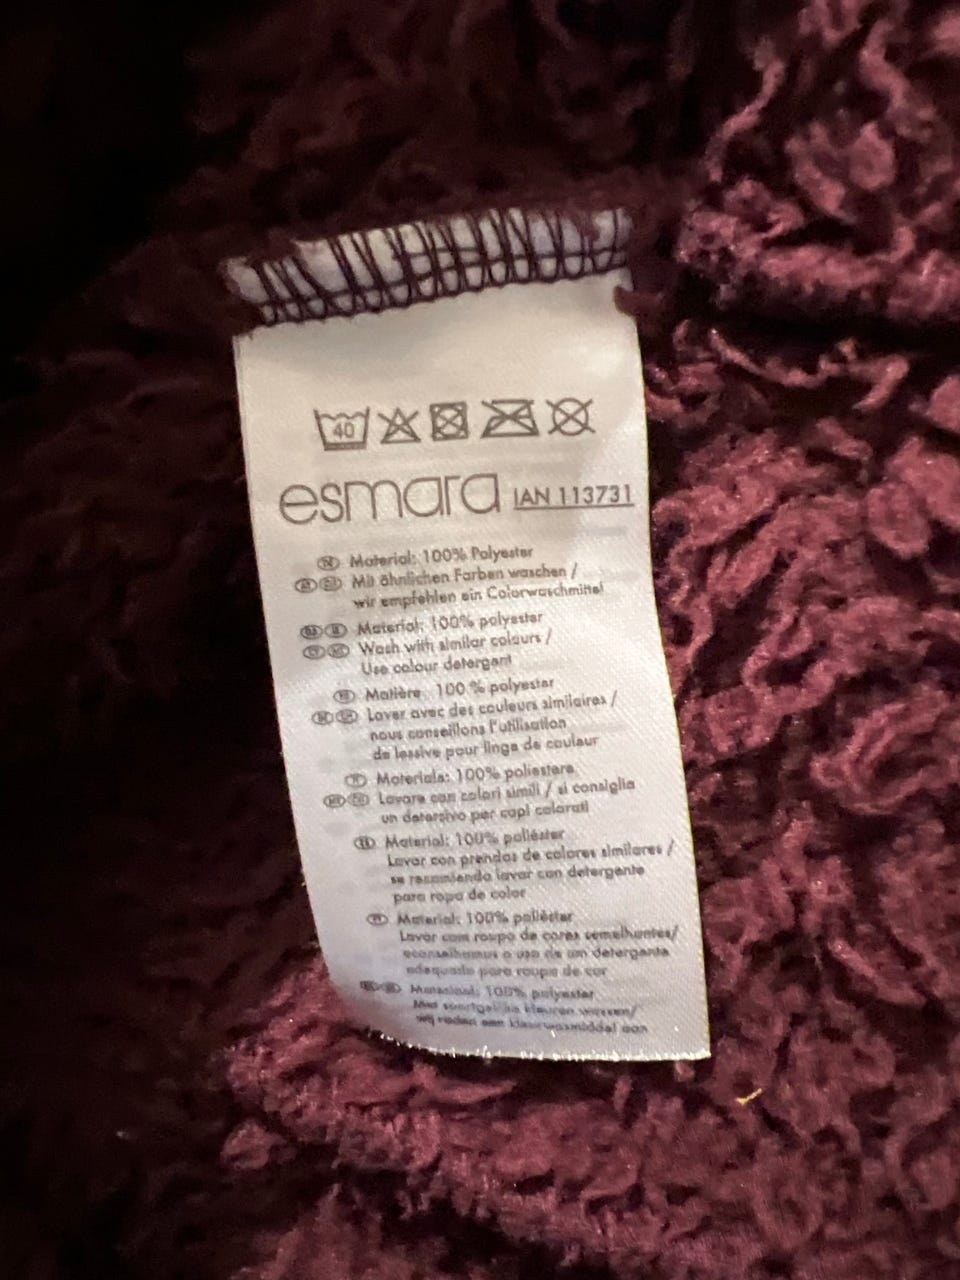 40
esmara IAN 113731
Material: 100% Polyester
Mit ähnlichen Farben waschen /
wir empfehlen ein Colorwaschmittel
Material: 100% polyester
Wash with similar colours /
Use colour detergent
Matière: 100 % polyester
Laver avec des couleurs similaires /
nous conseillons l'utilisation
de lessive pour linge de couleur
Materiale: 100% poliestere
Lavare con colori simili / si consiglia
un detersivo per capi colorati
Material: 100% poliéster
Lavar con prendas de colores similares /
se recomienda lavar con detergente
para ropa de color
Material: 100% poliéster
Lavar com roupa de cores semelhantes/
aconselhamos o uso de um detergente
adequado para roupa de cor
Materiaal: 100% polyester
Met soortgelijke kleuren wassen/
wij raden een kleurwasmiddel aan